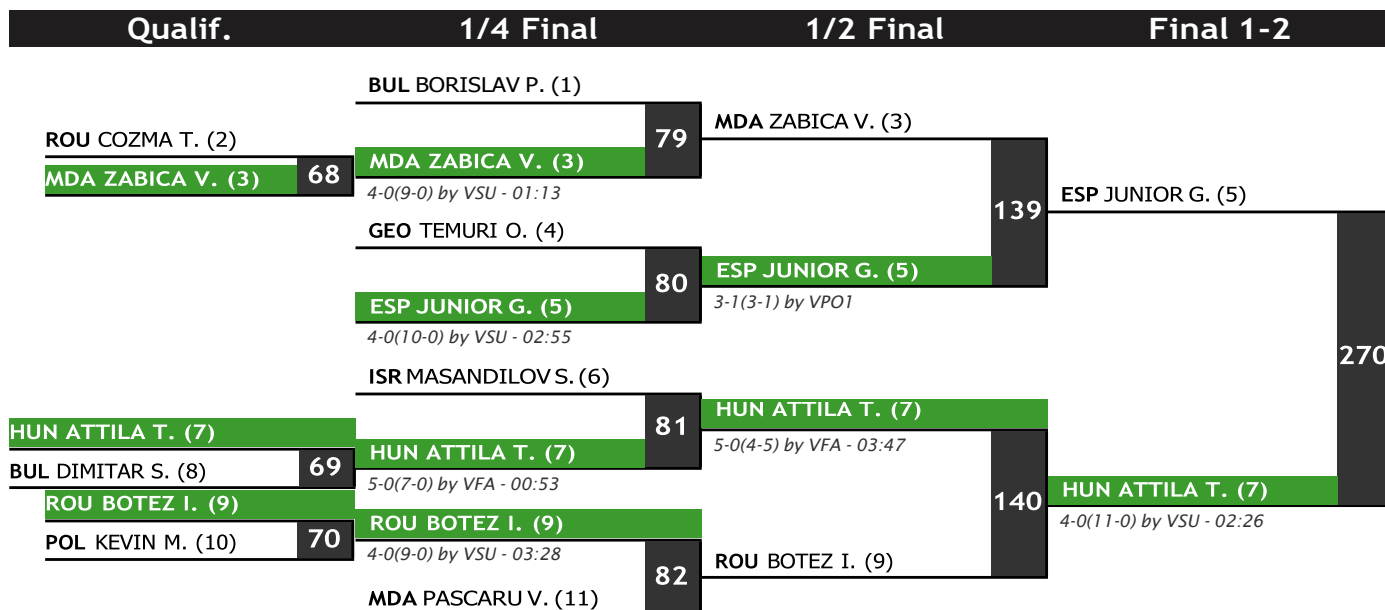 Qualif.
1/4 Final
1/2 Final
Final 1-2
ROU COZMA T. (2)
MDA ZABICA V. (3)
68
HUN ATTILA T. (7)
BUL DIMITAR S. (8)
69
ROU BOTEZ I. (9)
POL KEVIN M. (10)
70
BUL BORISLAV P. (1)
MDA ZABICA V. (3)
79
4-0(9-0) by VSU - 01:13
GEO TEMURI O. (4)
ESP JUNIOR G. (5)
80
4-0(10-0) by VSU - 02:55
ISR MASANDILOV S. (6)
HUN ATTILA T. (7)
81
5-0(7-0) by VFA - 00:53
ROU BOTEZ I. (9)
4-0(9-0) by VSU - 03:28
82
MDA PASCARU V. (11)
MDA ZABICA V. (3)
139
ESP JUNIOR G. (5)
3-1(3-1) by VPO1
HUN ATTILA T. (7)
5-0(4-5) by VFA - 03:47
140
ROU BOTEZ I. (9)
ESP JUNIOR G. (5)
270
HUN ATTILA T. (7)
4-0(11-0) by VSU - 02:26